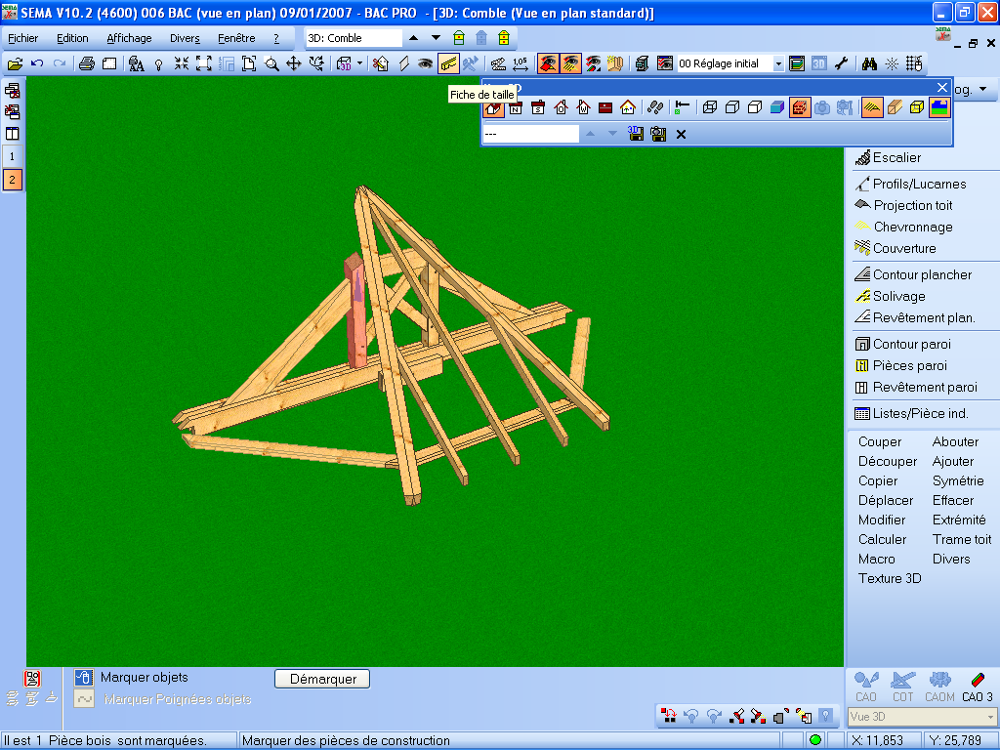 SEMA V10.2 (4600) 006 BAC (vue en plan) 09/01/2007 - BAC PRO - [3D: Comble (Vue en plan standard)]
Fichier Edition Affichage Divers Fenêtre ? 3D: Comble
00 Réglage initial
Fiche de taille
og.
---
1
2
Escalier
Profils/Lucarnes
Projection toit
Chevronnage
Couverture
Contour plancher
Solivage
Revêtement plan.
Contour paroi
Pièces paroi
Revêtement paroi
Listes/Pièce ind.
Couper Abouter
Découper Ajouter
Copier Symétrie
Déplacer Effacer
Modifier Extrémité
Calculer Trame toit
Macro Divers
Texture 3D
Marquer objets
Démarquer
Marquer Poignées objets
CAO COT CAOM CAO 3
Vue 3D
Il est 1 Pièce bois sont marquées. Marquer des pièces de construction X: 11,853 Y: 25,789